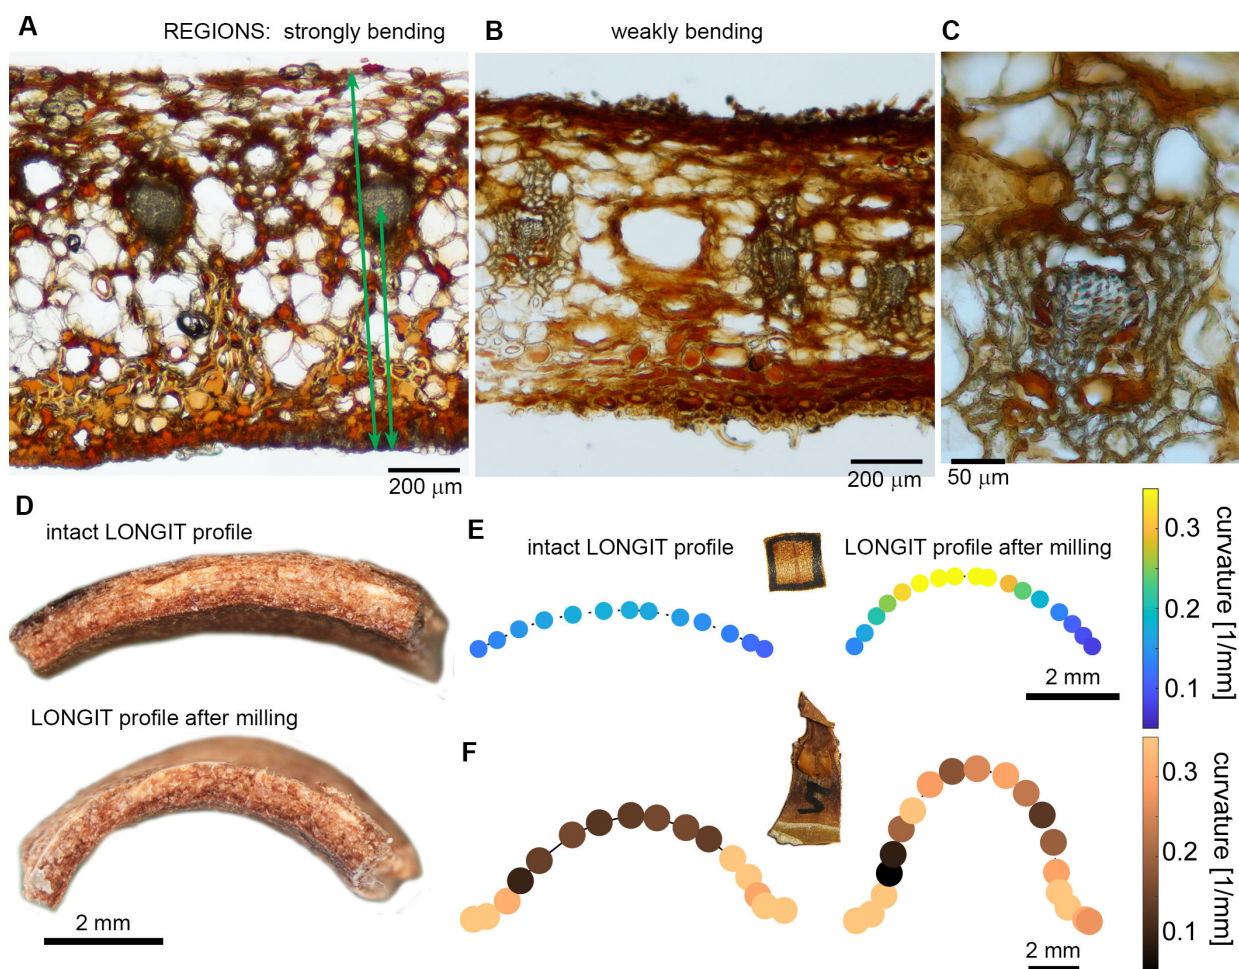 A
REGIONS: strongly bending
B
weakly bending
C
200 μm
200 μm
50 μm
D
intact LONGIT profile
LONGIT profile after milling
2 mm
E
intact LONGIT profile
LONGIT profile after milling
2 mm
0.3
0.2
0.1
curvature [1/mm]
F
5
2 mm
0.3
0.2
0.1
curvature [1/mm]